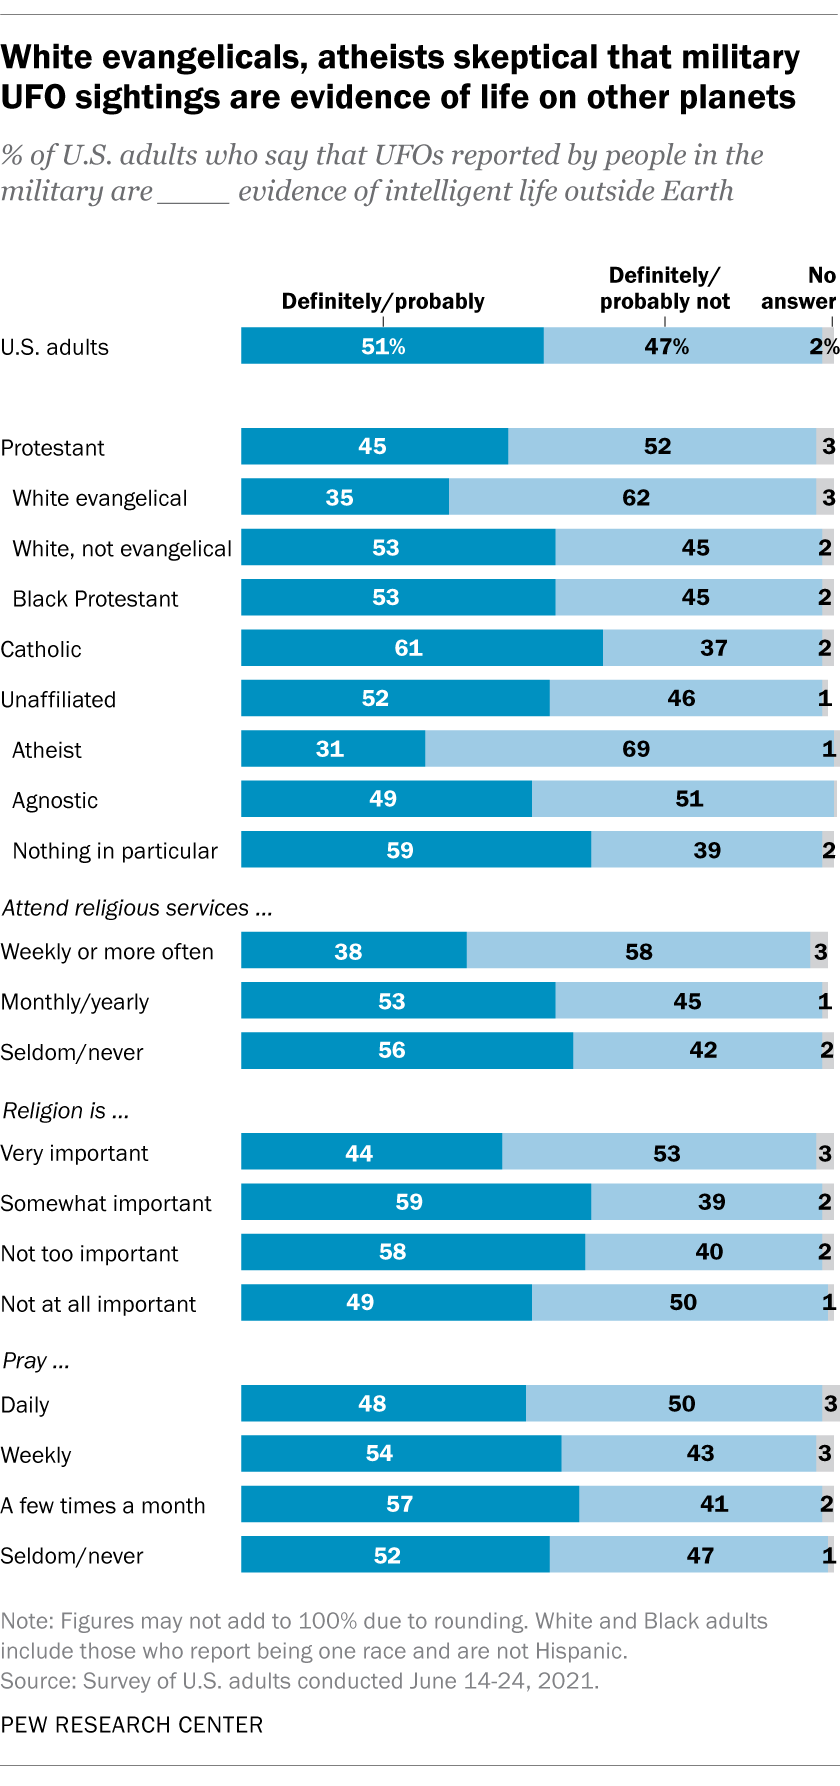 White evangelicals, atheists skeptical that military
UFO sightings are evidence of life on other planets
% of U.S. adults who say that UFOs reported by people in the
military are ____ evidence of intelligent life outside Earth
Definitely/probably
Definitely/
probably not
No
answer
U.S. adults 51% 47% 2%
Protestant 45 52 3
White evangelical 35 62 3
White, not evangelical 53 45 2
Black Protestant 53 45 2
Catholic 61 37 2
Unaffiliated 52 46 1
Atheist 31 69 1
Agnostic 49 51
Nothing in particular 59 39 2
Attend religious services ...
Weekly or more often 38 58 3
Monthly/yearly 53 45 1
Seldom/never 56 42 2
Religion is ...
Very important 44 53 3
Somewhat important 59 39 2
Not too important 58 40 2
Not at all important 49 50 1
Pray ...
Daily 48 50 3
Weekly 54 43 3
A few times a month 57 41 2
Seldom/never 52 47 1
Note: Figures may not add to 100% due to rounding. White and Black adults
include those who report being one race and are not Hispanic.
Source: Survey of U.S. adults conducted June 14-24, 2021.
PEW RESEARCH CENTER